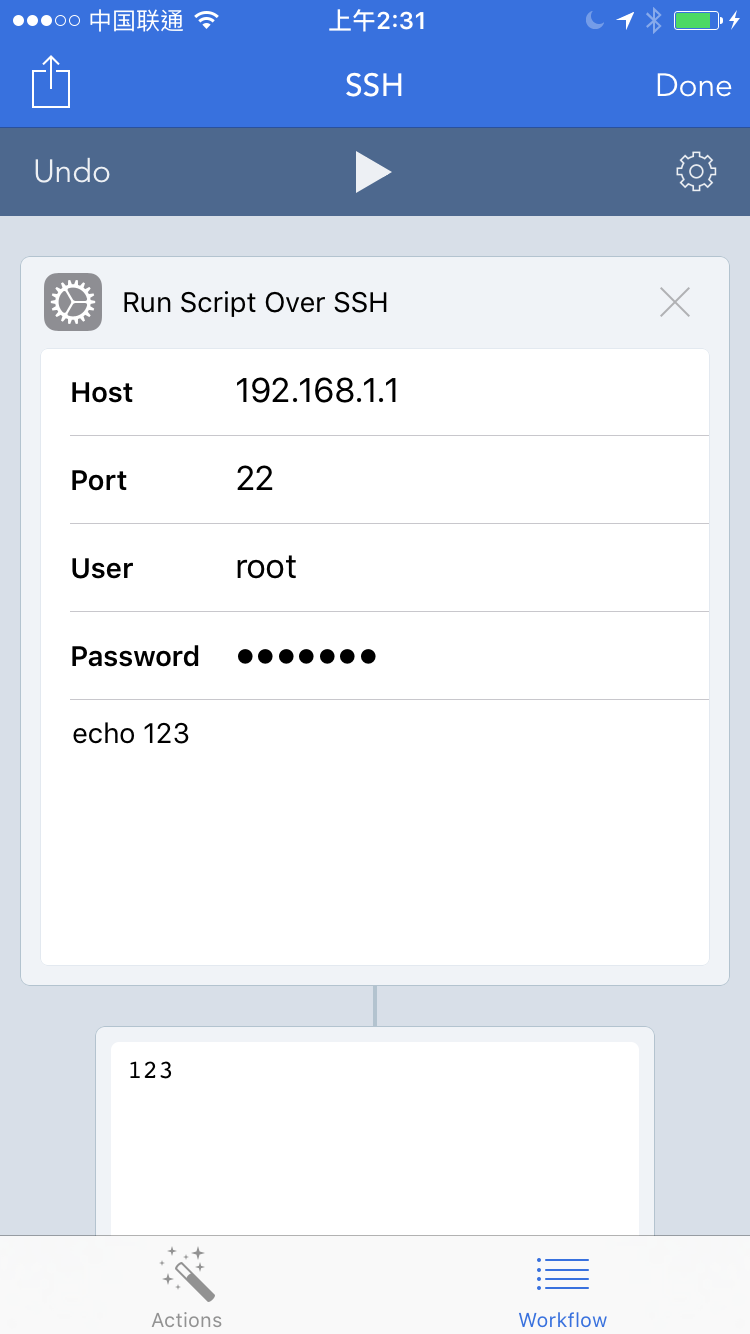 中国联通
上午2:31
SSH
Done
Undo
Run Script Over SSH
Host 192.168.1.1
Port 22
User root
Password •••••••
echo 123
123
Actions
Workflow